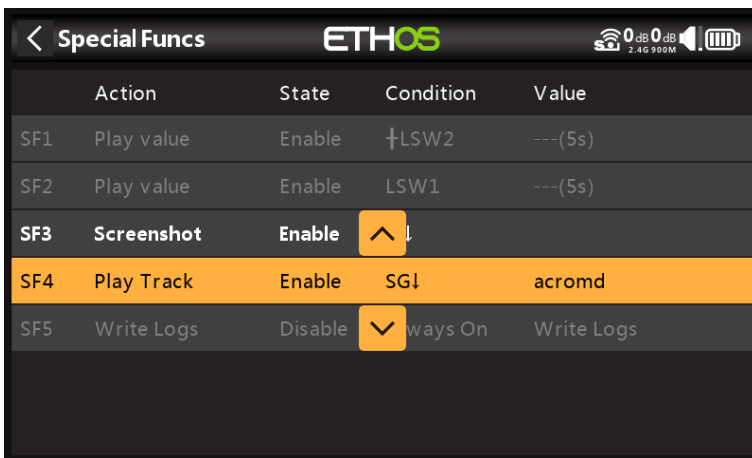 Special Funcs ETHOS 0dB 0dB
2.4G 900M
Action State Condition Value
SF1 Play value Enable ╂LSW2 ---(5s)
SF2 Play value Enable LSW1 ---(5s)
SF3 Screenshot Enable ↓
SF4 Play Track Enable SG↓ acromd
SF5 Write Logs Disable ways On Write Logs